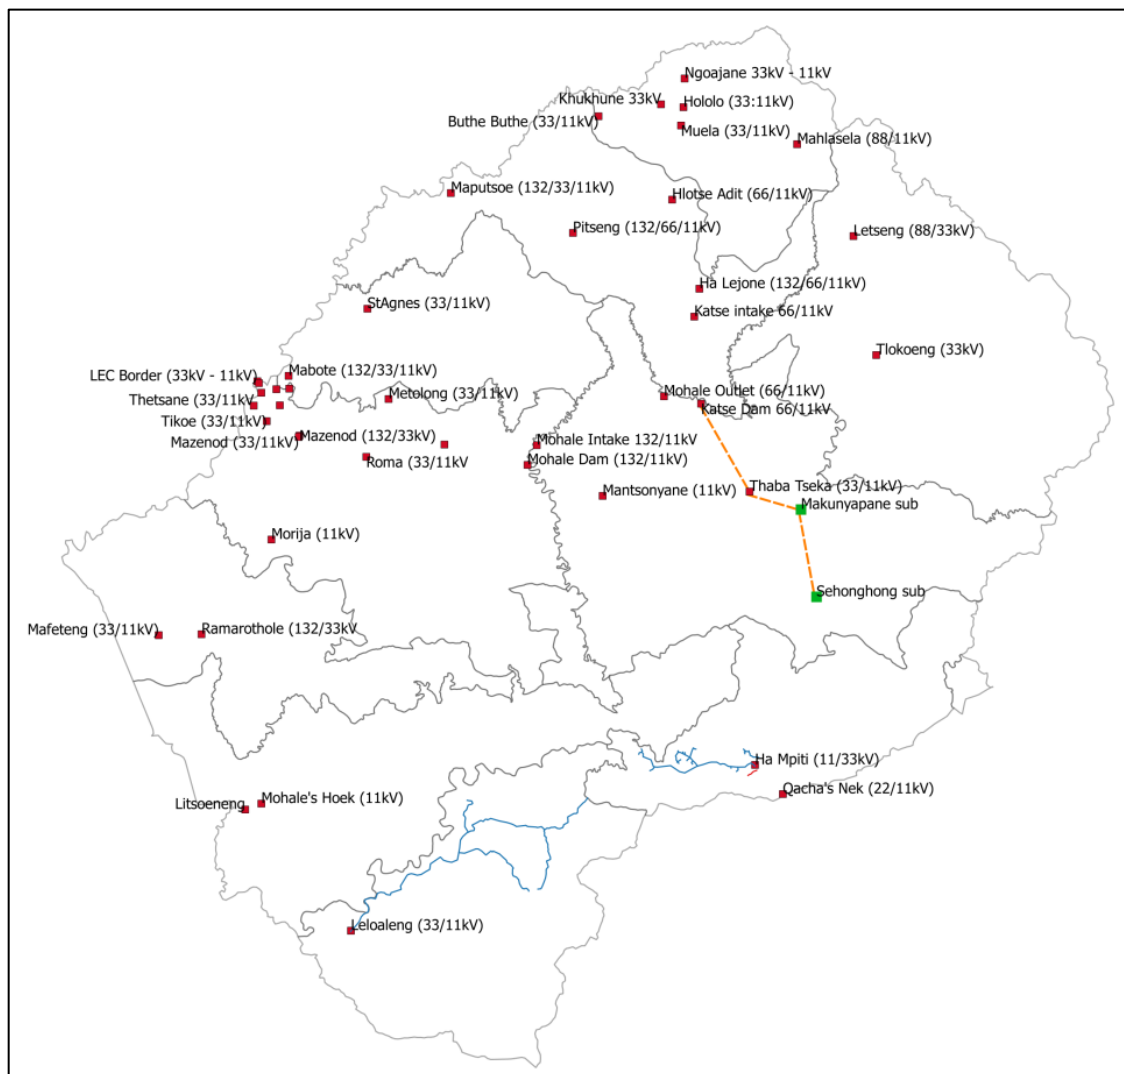 Ngoajane 33kV - 11kV
Khukhune 33kV
Hololo (33:11kV)
Buthe Buthe (33/11kV)
Muela (33/11kV)
Mahlasela (88/11kV)
Maputsoe (132/33/11kV)
Hlotse Adit (66/11kV)
Pitseng (132/66/11kV)
Letseng (88/33kV)
Ha Lejone (132/66/11kV)
StAgnes (33/11kV)
Katse intake 66/11kV
Tlokoeng (33kV)
LEC Border (33kV - 11kV)
Mabote (132/33/11kV)
Mohale Outlet (66/11kV)
Thetsane (33/11kV
Metolong (33/11kV)
Katse Dam 66/11kV
Tikoe (33/11kV)
Mazenod (33/11kV)
Mazenod (132/33kV)
Mohale Intake 132/11kV
Roma (33/11kV
Mohale Dam (132/11kV)
Mantsonyane (11kV)
Thaba Tseka (33/11kV)
Makunyapane sub
Morija (11kV)
Sehonghong sub
Mafeteng (33/11kV)
Ramarothole (132/33kV
Ha Mpiti (11/33kV)
Qacha's Nek (22/11kV)
Litsoeneng
Mohale's Hoek (11kV)
Leloaleng (33/11kV)